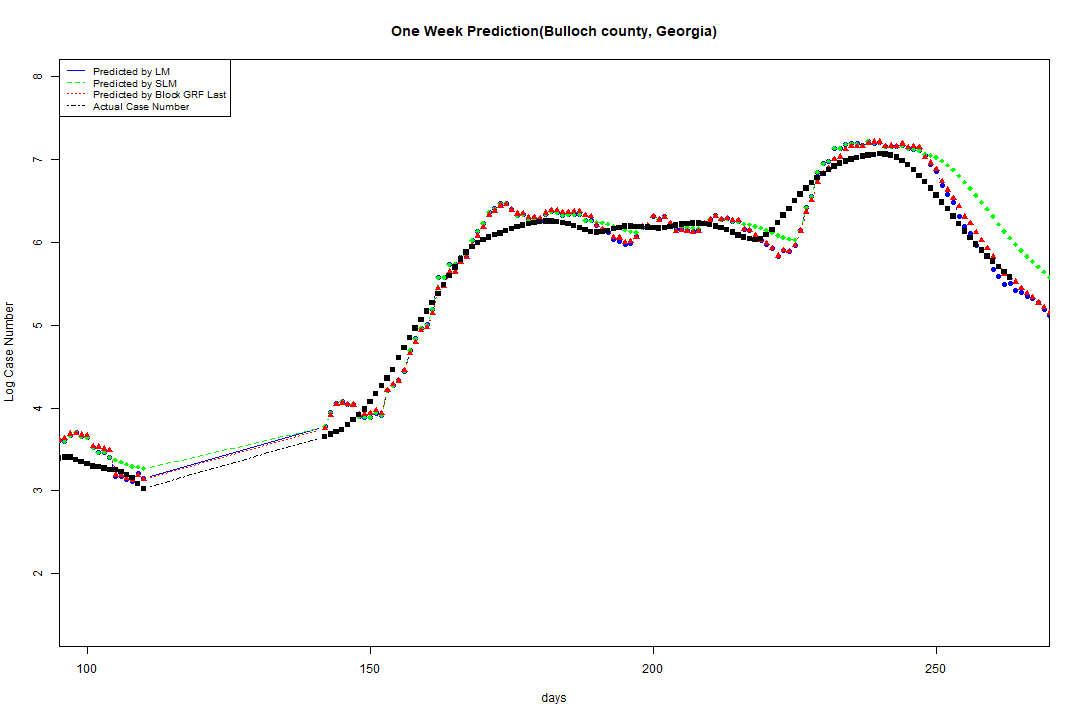 One Week Prediction(Bulloch county, Georgia)
Predicted by LM
Predicted by SLM
Predicted by Block GRF Last
Actual Case Number
8
7
6
5
4
3
2
Log Case Number
100 150 200 250
days